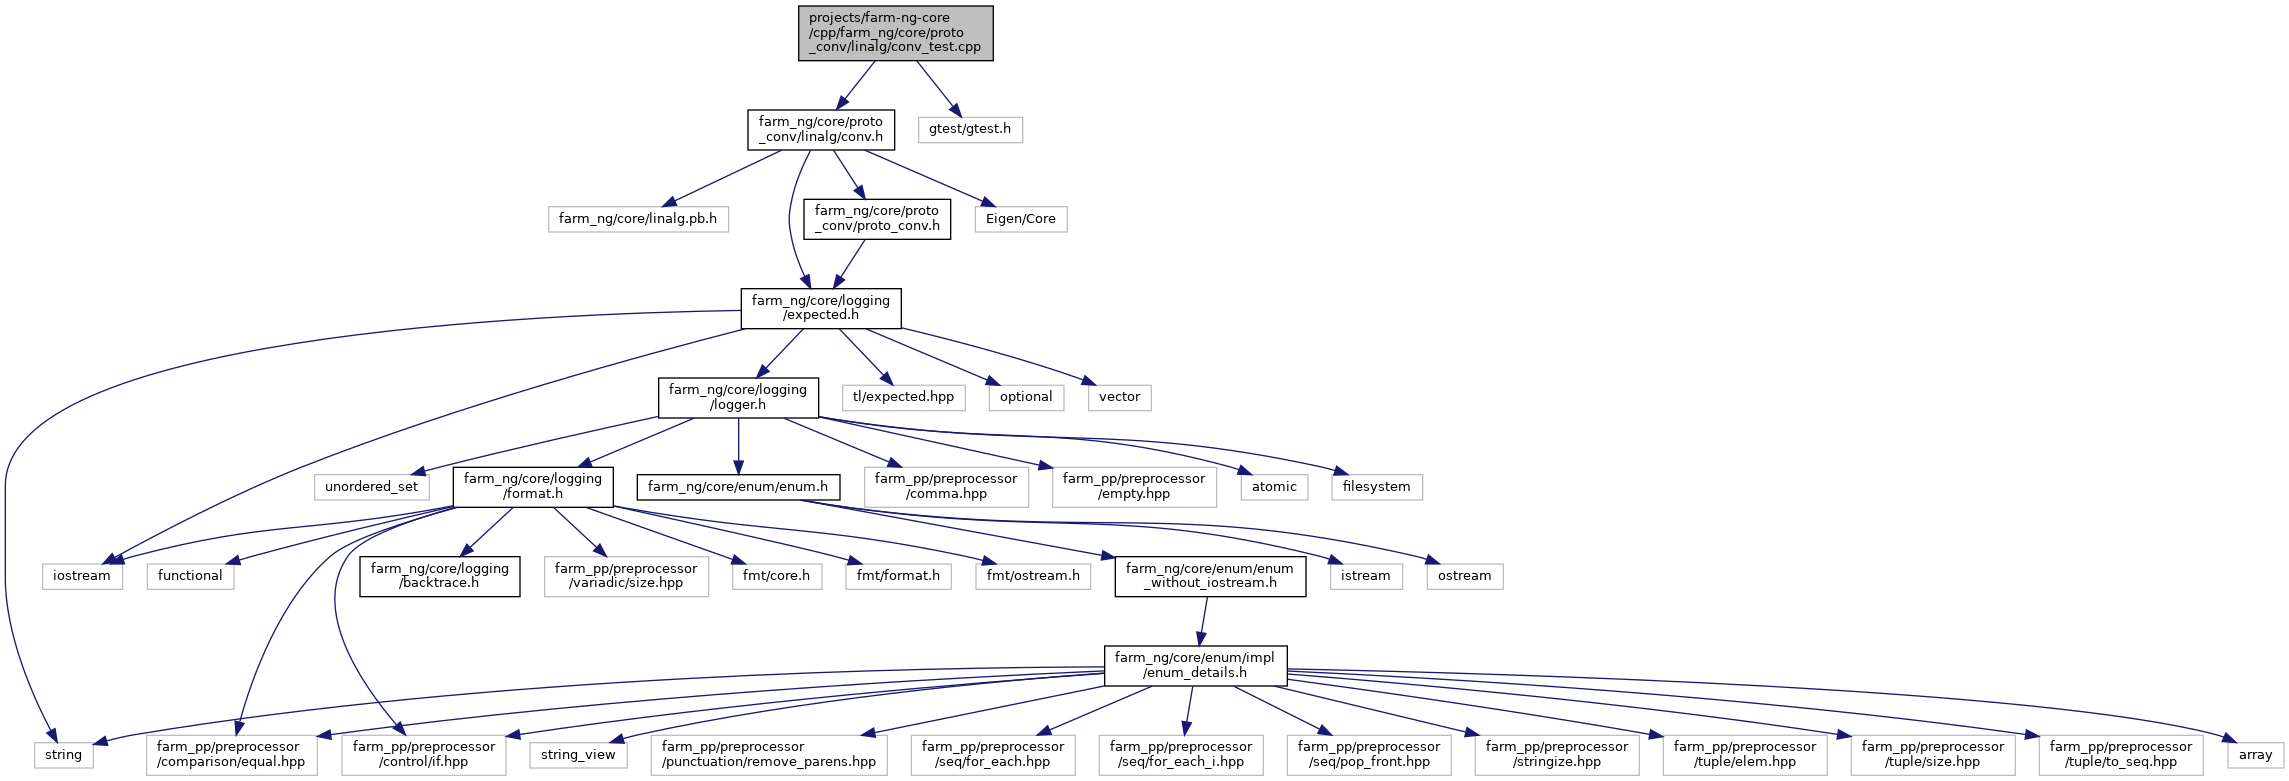 projects/farm-ng-core
/cpp/farm_ng/core/proto
_conv/linalg/conv_test.cpp
farm_ng/core/proto
_conv/linalg/conv.h
gtest/gtest.h
farm_ng/core/linalg.pb.h
farm_ng/core/proto
_conv/proto_conv.h
Eigen/Core
farm_ng/core/logging
/expected.h
farm_ng/core/logging
/logger.h
tl/expected.hpp
optional
vector
unordered_set
farm_ng/core/logging
/format.h
farm_ng/core/enum/enum.h
farm_pp/preprocessor
/comma.hpp
farm_pp/preprocessor
/empty.hpp
atomic
filesystem
iostream
functional
farm_ng/core/logging
/backtrace.h
farm_pp/preprocessor
/variadic/size.hpp
fmt/core.h
fmt/format.h
fmt/ostream.h
farm_ng/core/enum/enum
_without_iostream.h
istream
ostream
farm_ng/core/enum/impl
/enum_details.h
string
farm_pp/preprocessor
/comparison/equal.hpp
farm_pp/preprocessor
/control/if.hpp
string_view
farm_pp/preprocessor
/punctuation/remove_parens.hpp
farm_pp/preprocessor
/seq/for_each.hpp
farm_pp/preprocessor
/seq/for_each_i.hpp
farm_pp/preprocessor
/seq/pop_front.hpp
farm_pp/preprocessor
/stringize.hpp
farm_pp/preprocessor
/tuple/elem.hpp
farm_pp/preprocessor
/tuple/size.hpp
farm_pp/preprocessor
/tuple/to_seq.hpp
array